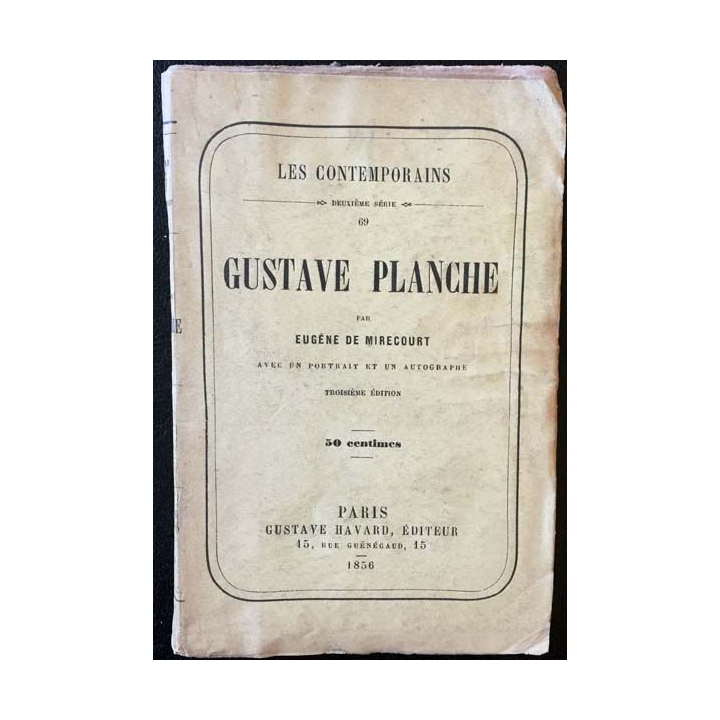 LES CONTEMPORAINS
DEUXIÈME SÉRIE
69
GUSTAVE PLANCHE
PAR
EUGÈNE DE MIRECOURT
AVEC UN PORTRAIT ET UN AUTOGRAPHE
TROISIÈME ÉDITION
50 centimes
PARIS
GUSTAVE HAVARD, ÉDITEUR
15, RUE GUÉNÉGAUD, 15
1856